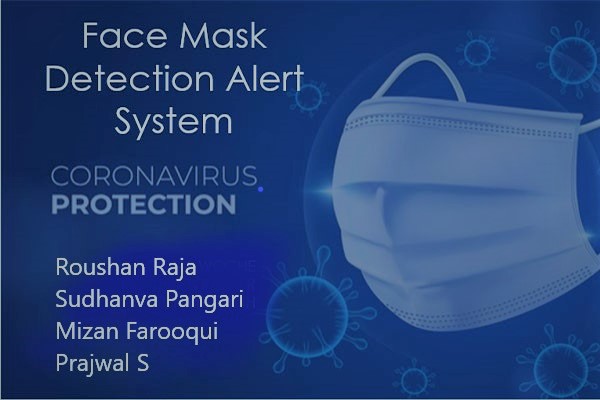 Face Mask
Detection Alert
System
CORONAVIRUS
PROTECTION
Roushan Raja
Sudhanva Pangari
Mizan Farooqui
Prajwal S